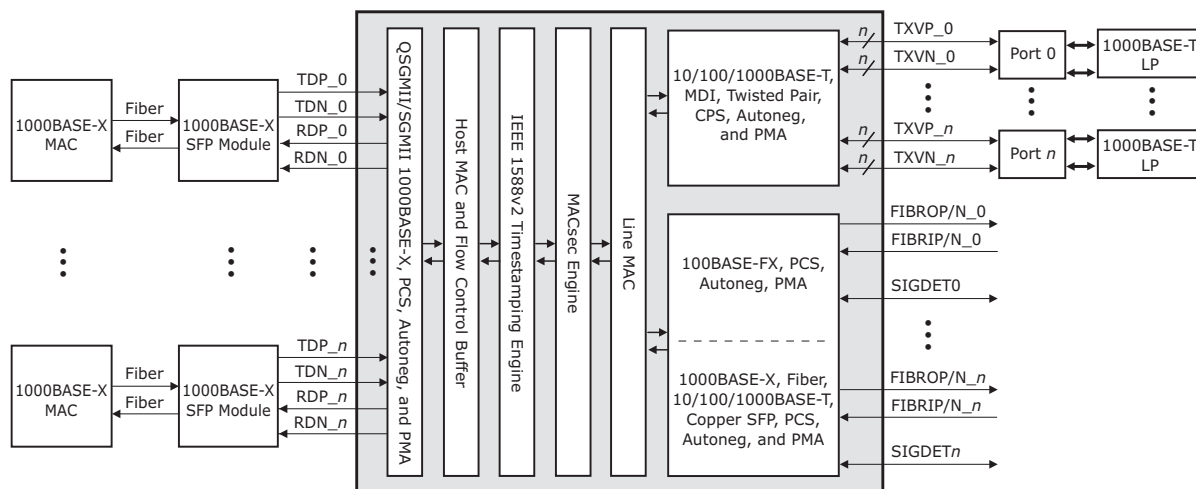 1000BASE-X
MAC
Fiber
Fiber
1000BASE-X
SFP Module
TDP_0
TDN_0
RDP_0
RDN_0
1000BASE-X
MAC
Fiber
Fiber
1000BASE-X
SFP Module
TDP_n
TDN_n
RDP_n
RDN_n
QSGMII/SGMII 1000BASE-X, PCS, Autoneg, and PMA
Host MAC and Flow Control Buffer
IEEE 1588v2 Timestamping Engine
MACsec Engine
Line MAC
10/100/1000BASE-T,
MDI, Twisted Pair,
CPS, Autoneg,
and PMA
n
TXVP_0
n
TXVN_0
n
TXVP_n
n
TXVN_n
Port 0
1000BASE-T
LP
Port n
1000BASE-T
LP
100BASE-FX, PCS,
Autoneg, PMA
1000BASE-X, Fiber,
10/100/1000BASE-T,
Copper SFP, PCS,
Autoneg, and PMA
FIBROP/N_0
FIBRIP/N_0
SIGDET0
FIBROP/N_n
FIBRIP/N_n
SIGDETn